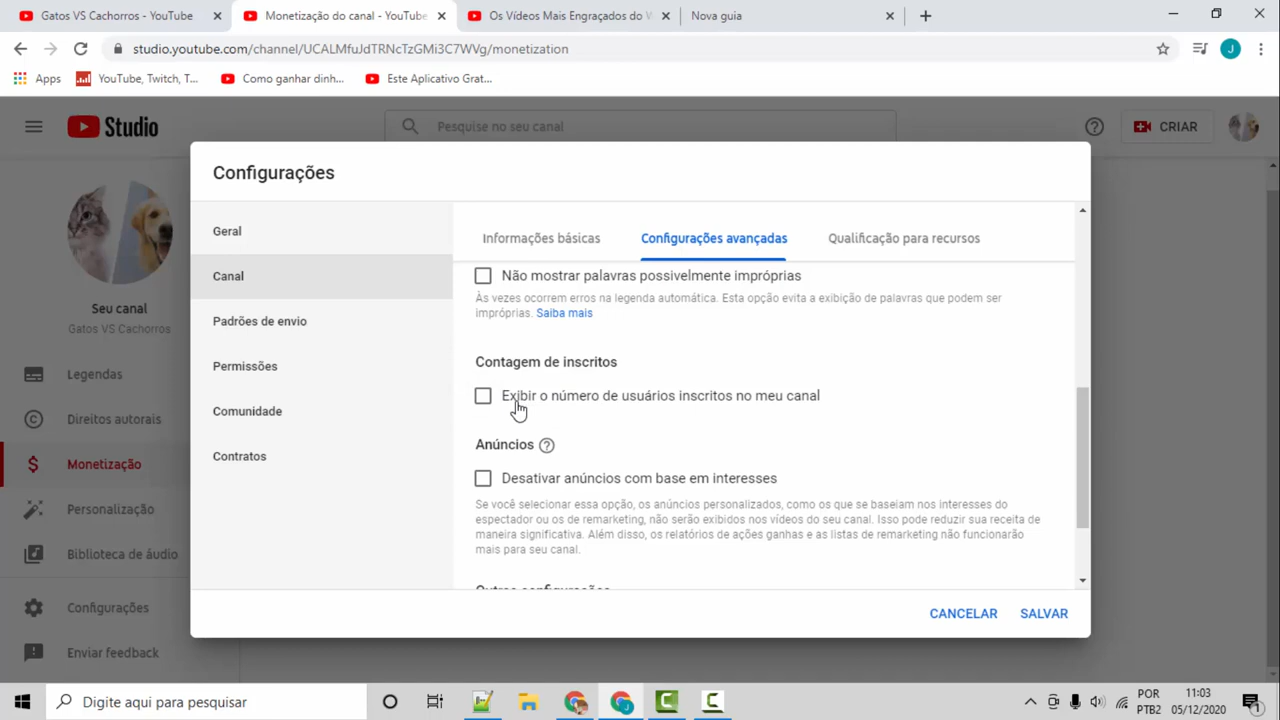 Gatos VS Cachorros - YouTube
Monetização do canal - YouTube
Os Vídeos Mais Engraçados do
Nova guia
studio.youtube.com/channel/UCALMfuJdTRNcTzGMi3C7WVg/monetization
J
Apps
YouTube, Twitch, T...
Como ganhar dinh...
Este Aplicativo Grat...
Studio
Pesquise no seu canal
CRIAR
Configurações
Seu canal
Gatos VS Cachorros
Legendas
Direitos autorais
Monetização
Personalização
Biblioteca de áudio
Configurações
Enviar feedback
Geral
Canal
Padrões de envio
Permissões
Comunidade
Contratos
Informações básicas
Configurações avançadas
Qualificação para recursos
Não mostrar palavras possivelmente impróprias
Às vezes ocorrem erros na legenda automática. Esta opção evita a exibição de palavras que podem ser
impróprias. Saiba mais
Contagem de inscritos
Exibir o número de usuários inscritos no meu canal
Anúncios
Desativar anúncios com base em interesses
Se você selecionar essa opção, os anúncios personalizados, como os que se baseiam nos interesses do
espectador ou os de remarketing, não serão exibidos nos vídeos do seu canal. Isso pode reduzir sua receita de
maneira significativa. Além disso, os relatórios de ações ganhas e as listas de remarketing não funcionarão
mais para seu canal.
Outras configurações
CANCELAR
SALVAR
Digite aqui para pesquisar
POR
PTB2
11:03
05/12/2020
1